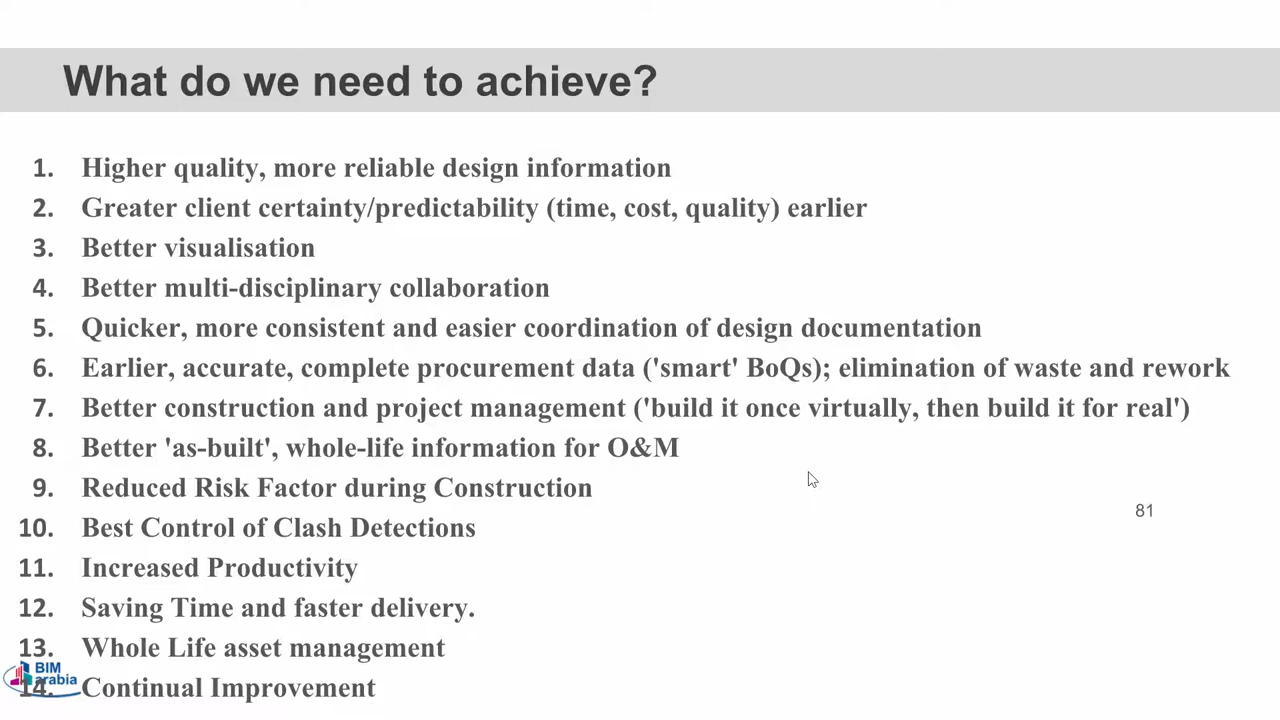 What do we need to achieve?
1. Higher quality, more reliable design information
2. Greater client certainty/predictability (time, cost, quality) earlier
3. Better visualisation
4. Better multi-disciplinary collaboration
5. Quicker, more consistent and easier coordination of design documentation
6. Earlier, accurate, complete procurement data ('smart' BoQs); elimination of waste and rework
7. Better construction and project management ('build it once virtually, then build it for real')
8. Better 'as-built', whole-life information for O&M
9. Reduced Risk Factor during Construction
81
10. Best Control of Clash Detections
11. Increased Productivity
12. Saving Time and faster delivery.
13. Whole Life asset management
14. Continual Improvement
BIM
arabia